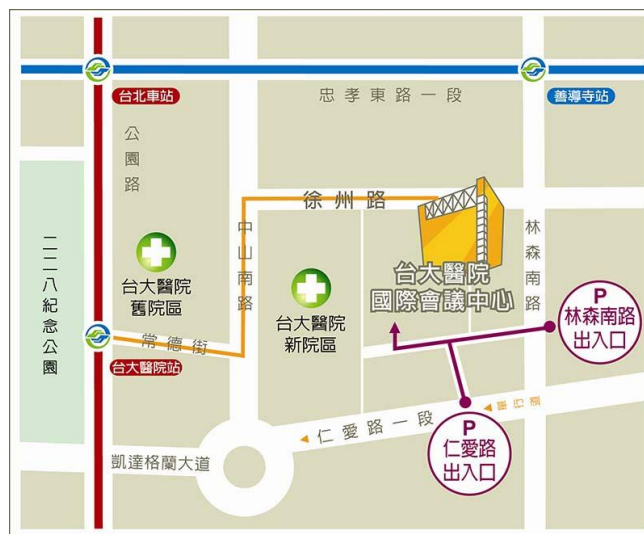 台北車站
善導寺站
忠孝東路一段
公園路
徐州路
中山南路
林森南路
二二八紀念公園
台大醫院
舊院區
台大醫院
新院區
台大醫院
國際會議中心
P
林森南路
出入口
常德街
台大醫院站
仁愛路一段
單行道
P
仁愛路
出入口
凱達格蘭大道